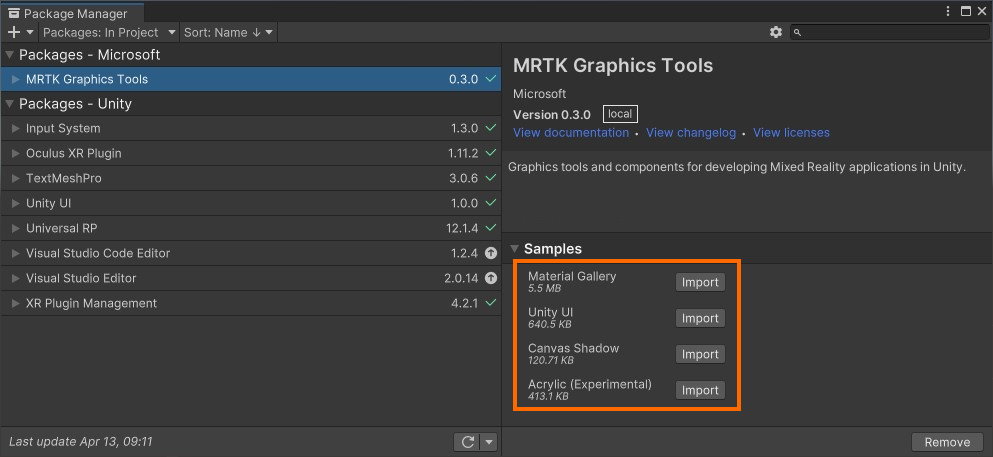 Package Manager
Packages: In Project Sort: Name ↓
Packages - Microsoft
MRTK Graphics Tools 0.3.0
Packages - Unity
Input System 1.3.0
Oculus XR Plugin 1.11.2
TextMeshPro 3.0.6
Unity UI 1.0.0
Universal RP 12.1.4
Visual Studio Code Editor 1.2.4
Visual Studio Editor 2.0.14
XR Plugin Management 4.2.1
Last update Apr 13, 09:11
MRTK Graphics Tools
Microsoft
Version 0.3.0 local
View documentation • View changelog • View licenses
Graphics tools and components for developing Mixed Reality applications in Unity.
Samples
Material Gallery
5.5 MB
Import
Unity UI
640.5 KB
Import
Canvas Shadow
120.71 KB
Import
Acrylic (Experimental)
413.1 KB
Import
Remove